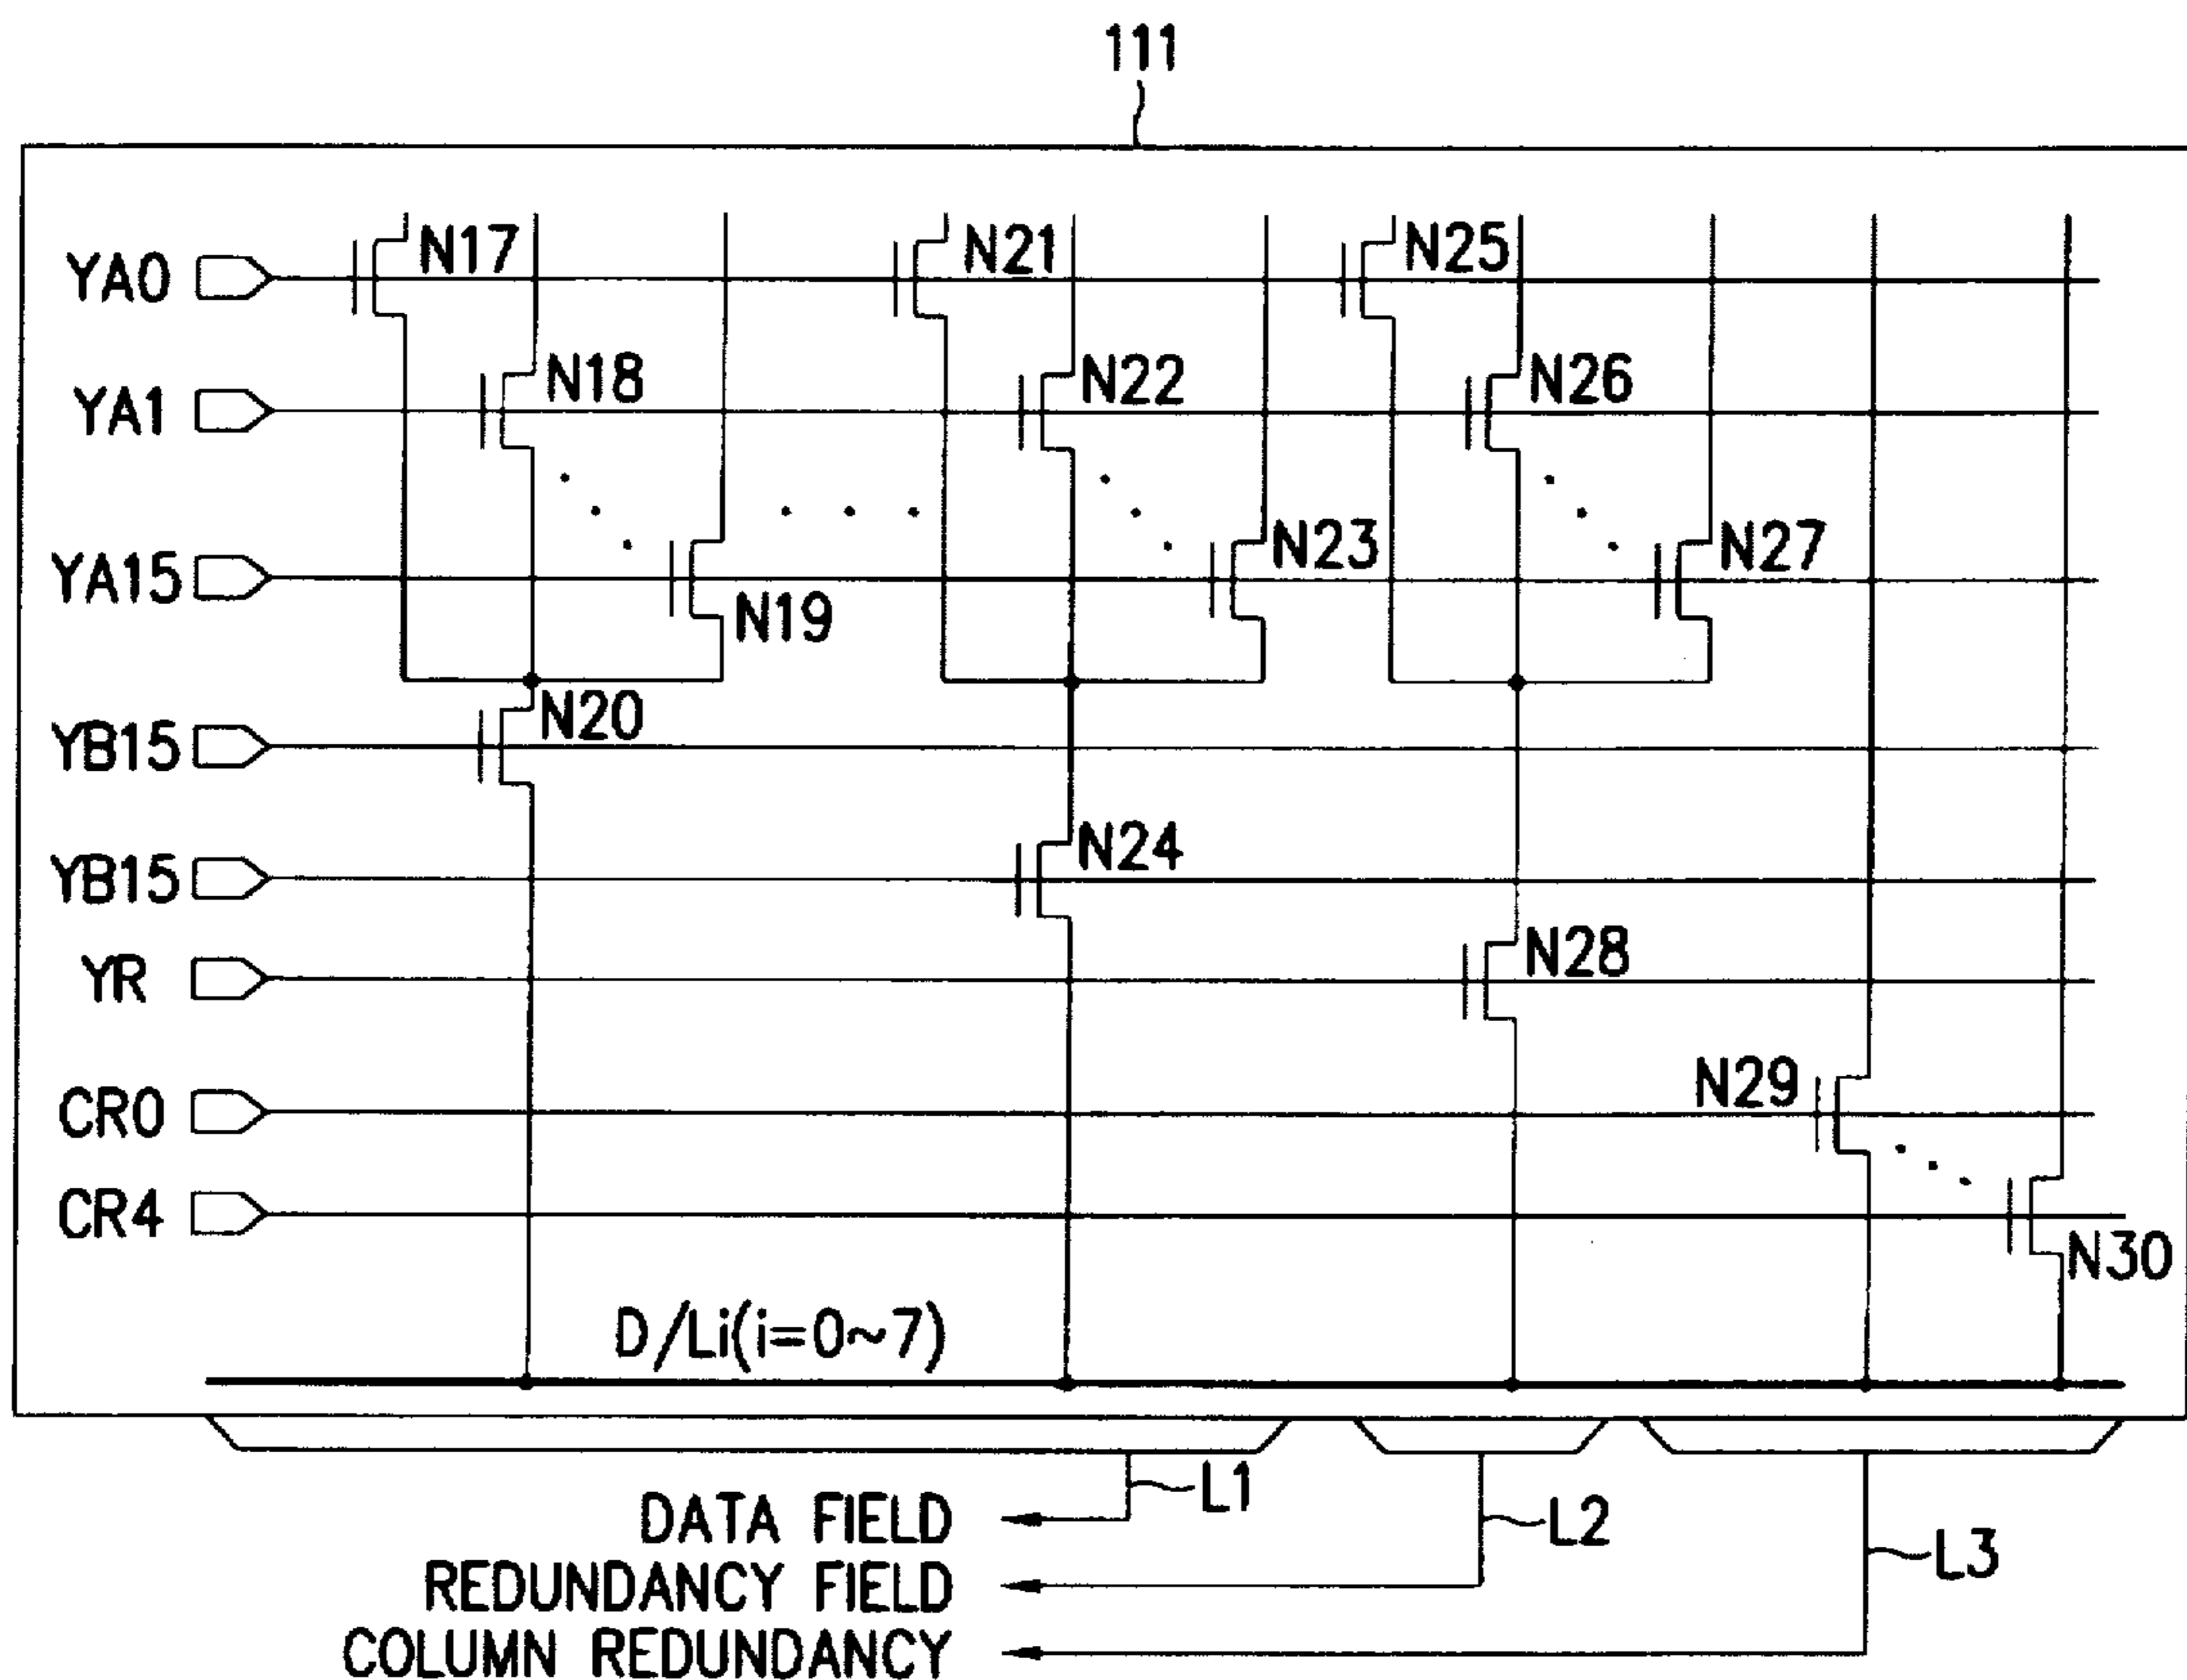 111
YA0 N17 N21 N25
YA1 N18 N22 N26
YA15 N19 N23 N27
YB15 N20
YB15 N24
YR N28
CR0 N29
CR4 N30
D/Li(i=0~7)
DATA FIELD L1
REDUNDANCY FIELD L2
COLUMN REDUNDANCY L3